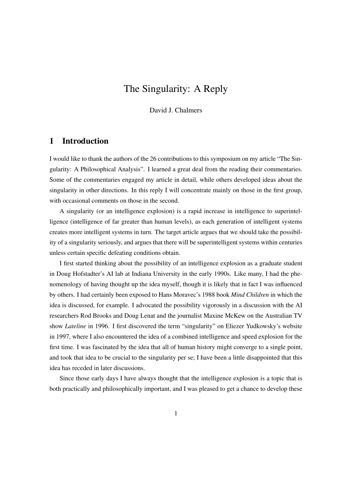 The Singularity: A Reply
David J. Chalmers
1 Introduction
I would like to thank the authors of the 26 contributions to this symposium on my article “The Sin-
gularity: A Philosophical Analysis”. I learned a great deal from the reading their commentaries.
Some of the commentaries engaged my article in detail, while others developed ideas about the
singularity in other directions. In this reply I will concentrate mainly on those in the first group,
with occasional comments on those in the second.
A singularity (or an intelligence explosion) is a rapid increase in intelligence to superintel-
ligence (intelligence of far greater than human levels), as each generation of intelligent systems
creates more intelligent systems in turn. The target article argues that we should take the possibil-
ity of a singularity seriously, and argues that there will be superintelligent systems within centuries
unless certain specific defeating conditions obtain.
I first started thinking about the possibility of an intelligence explosion as a graduate student
in Doug Hofstadter’s AI lab at Indiana University in the early 1990s. Like many, I had the phe-
nomenology of having thought up the idea myself, though it is likely that in fact I was influenced
by others. I had certainly been exposed to Hans Moravec’s 1988 book Mind Children in which the
idea is discussed, for example. I advocated the possibility vigorously in a discussion with the AI
researchers Rod Brooks and Doug Lenat and the journalist Maxine McKew on the Australian TV
show Lateline in 1996. I first discovered the term “singularity” on Eliezer Yudkowsky’s website
in 1997, where I also encountered the idea of a combined intelligence and speed explosion for the
first time. I was fascinated by the idea that all of human history might converge to a single point,
and took that idea to be crucial to the singularity per se; I have been a little disappointed that this
idea has receded in later discussions.
Since those early days I have always thought that the intelligence explosion is a topic that is
both practically and philosophically important, and I was pleased to get a chance to develop these
1